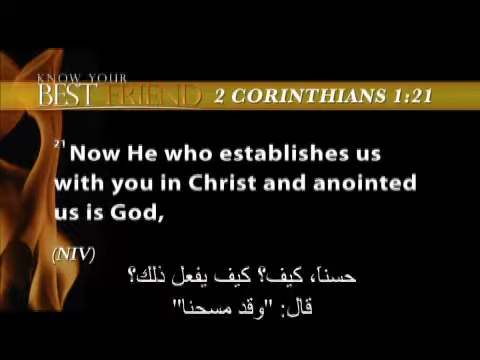 KNOW YOUR
BEST FRIEND 2 CORINTHIANS 1:21
21 Now He who establishes us
with you in Christ and anointed
us is God,
(NIV)
حسناً، كيف؟ كيف يفعل ذلك؟
قال: "وقد مسحنا"